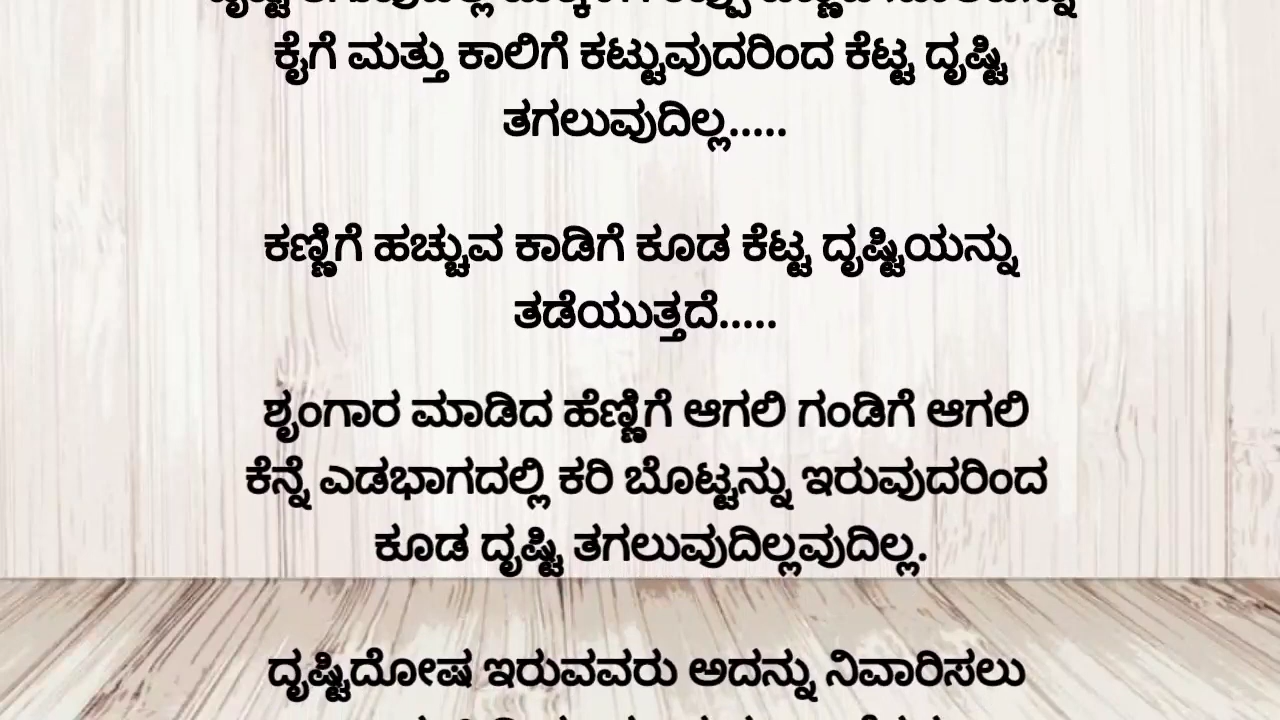 ಕೈಗೆ ಮತ್ತು ಕಾಲಿಗೆ ಕಟ್ಟುವುದರಿಂದ ಕೆಟ್ಟ ದೃಷ್ಟಿ
ತಗಲುವುದಿಲ್ಲ.....
ಕಣ್ಣಿಗೆ ಹಚ್ಚುವ ಕಾಡಿಗೆ ಕೂಡ ಕೆಟ್ಟ ದೃಷ್ಟಿಯನ್ನು
ತಡೆಯುತ್ತದೆ.....
ಶೃಂಗಾರ ಮಾಡಿದ ಹೆಣ್ಣಿಗೆ ಆಗಲಿ ಗಂಡಿಗೆ ಆಗಲಿ
ಕೆನ್ನೆ ಎಡಭಾಗದಲ್ಲಿ ಕರಿ ಬೊಟ್ಟನ್ನು ಇರುವುದರಿಂದ
ಕೂಡ ದೃಷ್ಟಿ ತಗಲುವುದಿಲ್ಲವುದಿಲ್ಲ.
ದೃಷ್ಟಿದೋಷ ಇರುವವರು ಅದನ್ನು ನಿವಾರಿಸಲು